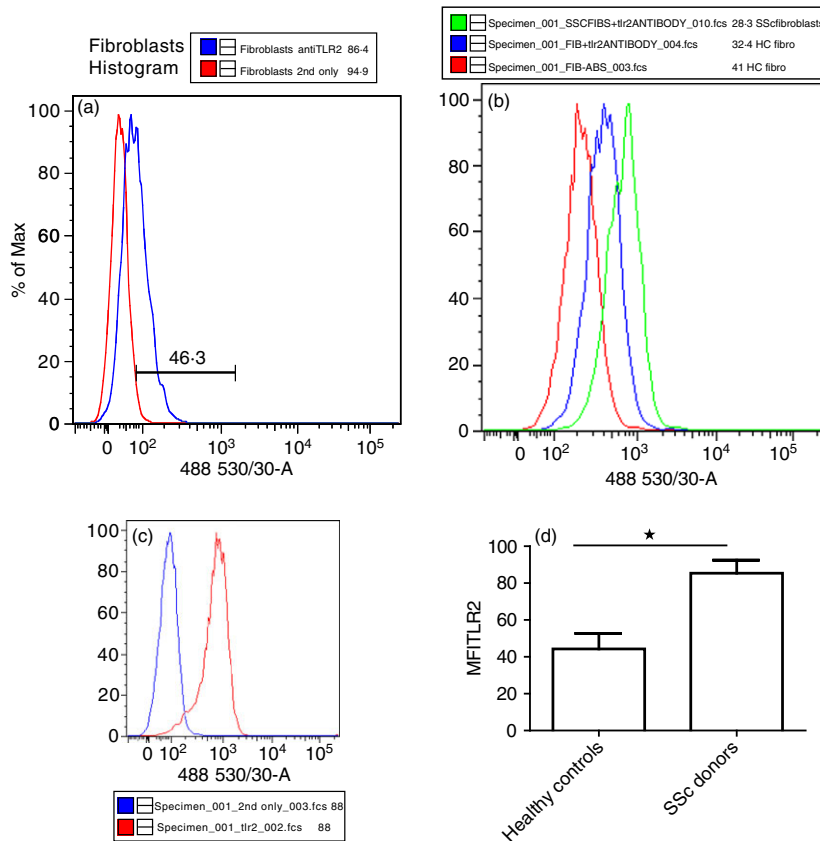 Fibroblasts
Histogram
Fibroblasts antiTLR2 86·4
Fibroblasts 2nd only 94·9
Specimen_001_SSCFIBS+tlr2ANTIBODY_010.fcs 28·3 SScfibroblasts
Specimen_001_FIB+tlr2ANTIBODY_004.fcs 32·4 HC fibro
Specimen_001_FIB-ABS_003.fcs 41 HC fibro
(a)
% of Max
100
80
60
40
20
0
46·3
0 10² 10³ 10⁴ 10⁵
488 530/30-A
(b)
100
80
60
40
20
0
0 10² 10³ 10⁴ 10⁵
488 530/30-A
(c)
100
80
60
40
20
0
0 10² 10³ 10⁴ 10⁵
488 530/30-A
Specimen_001_2nd only_003.fcs 88
Specimen_001_tlr2_002.fcs 88
(d)
★
MFITLR2
100
80
60
40
20
0
Healthy controls
SSc donors